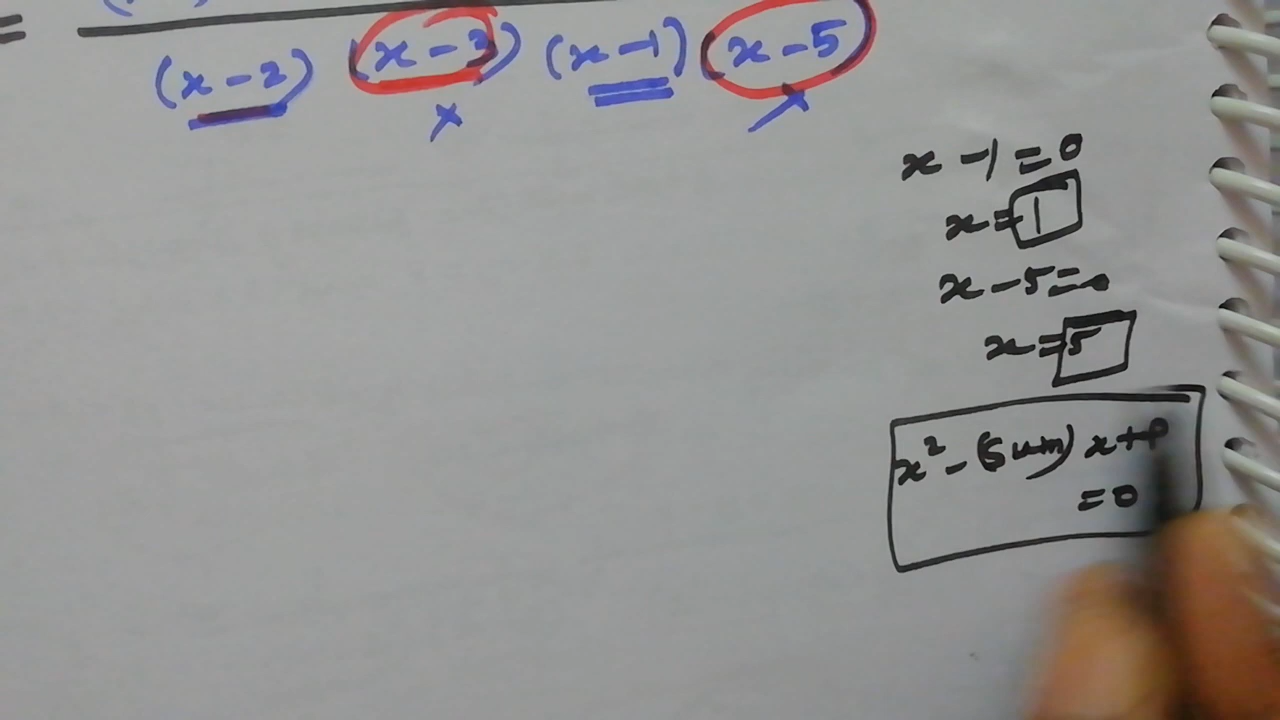 =
(x-2) (x-3) (x-1) (x-5)
x-1=0
x=1
x-5=0
x=5
x²-(Sum)x+P
=0